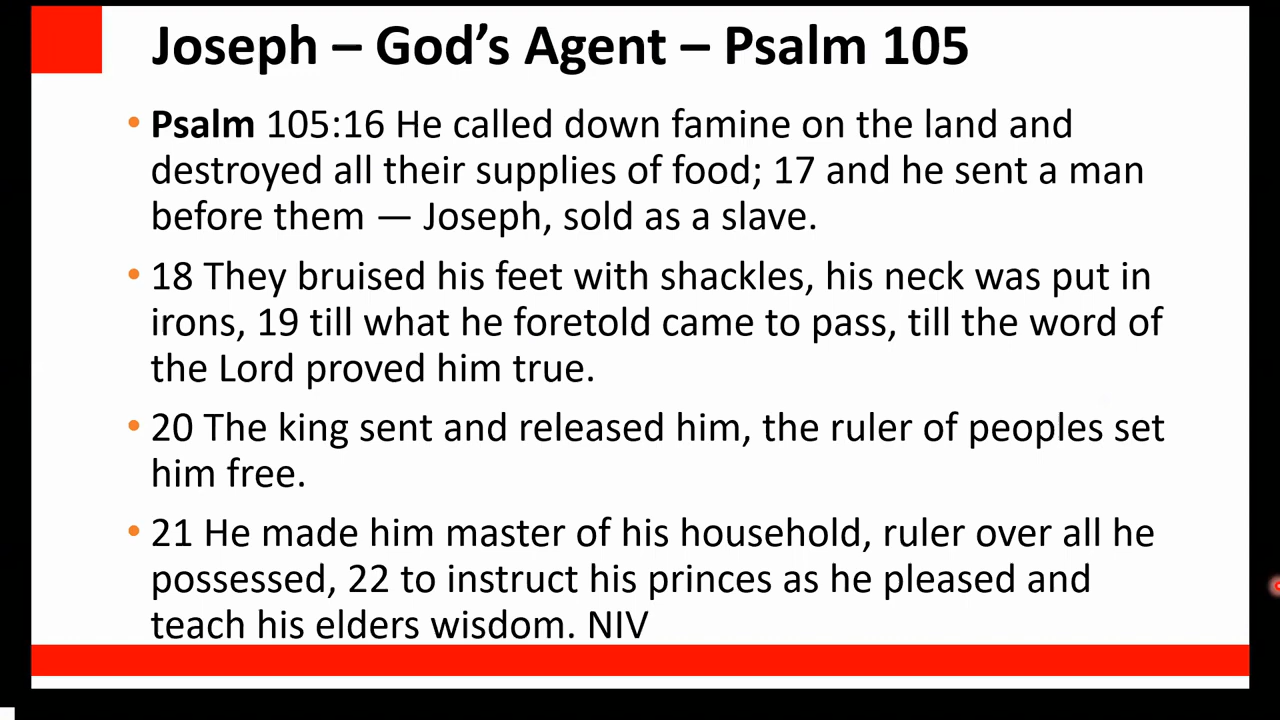 Joseph – God’s Agent – Psalm 105
• Psalm 105:16 He called down famine on the land and
destroyed all their supplies of food; 17 and he sent a man
before them — Joseph, sold as a slave.
• 18 They bruised his feet with shackles, his neck was put in
irons, 19 till what he foretold came to pass, till the word of
the Lord proved him true.
• 20 The king sent and released him, the ruler of peoples set
him free.
• 21 He made him master of his household, ruler over all he
possessed, 22 to instruct his princes as he pleased and
teach his elders wisdom. NIV